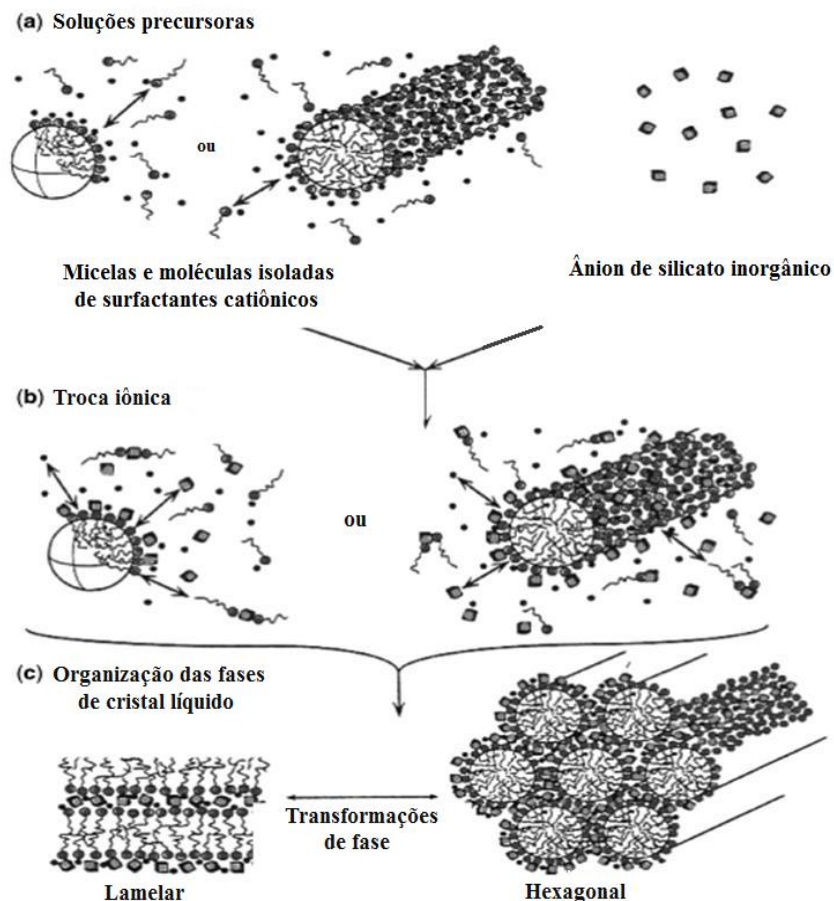 (a) Soluções precursoras
ou
Micelas e moléculas isoladas
de surfactantes catiônicos
Ânion de silicato inorgânico
(b) Troca iônica
ou
(c) Organização das fases
de cristal líquido
Transformações
de fase
Lamelar
Hexagonal